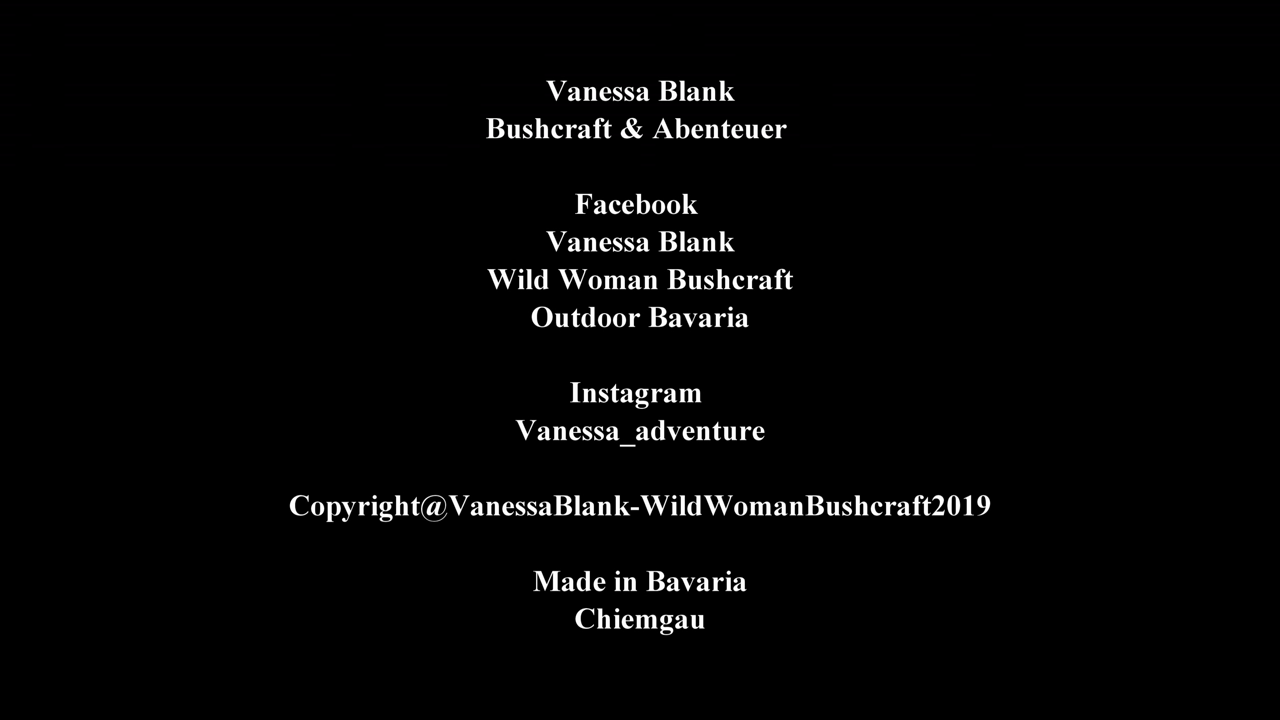 Vanessa Blank
Bushcraft & Abenteuer
Facebook
Vanessa Blank
Wild Woman Bushcraft
Outdoor Bavaria
Instagram
Vanessa_adventure
Copyright@VanessaBlank-WildWomanBushcraft2019
Made in Bavaria
Chiemgau